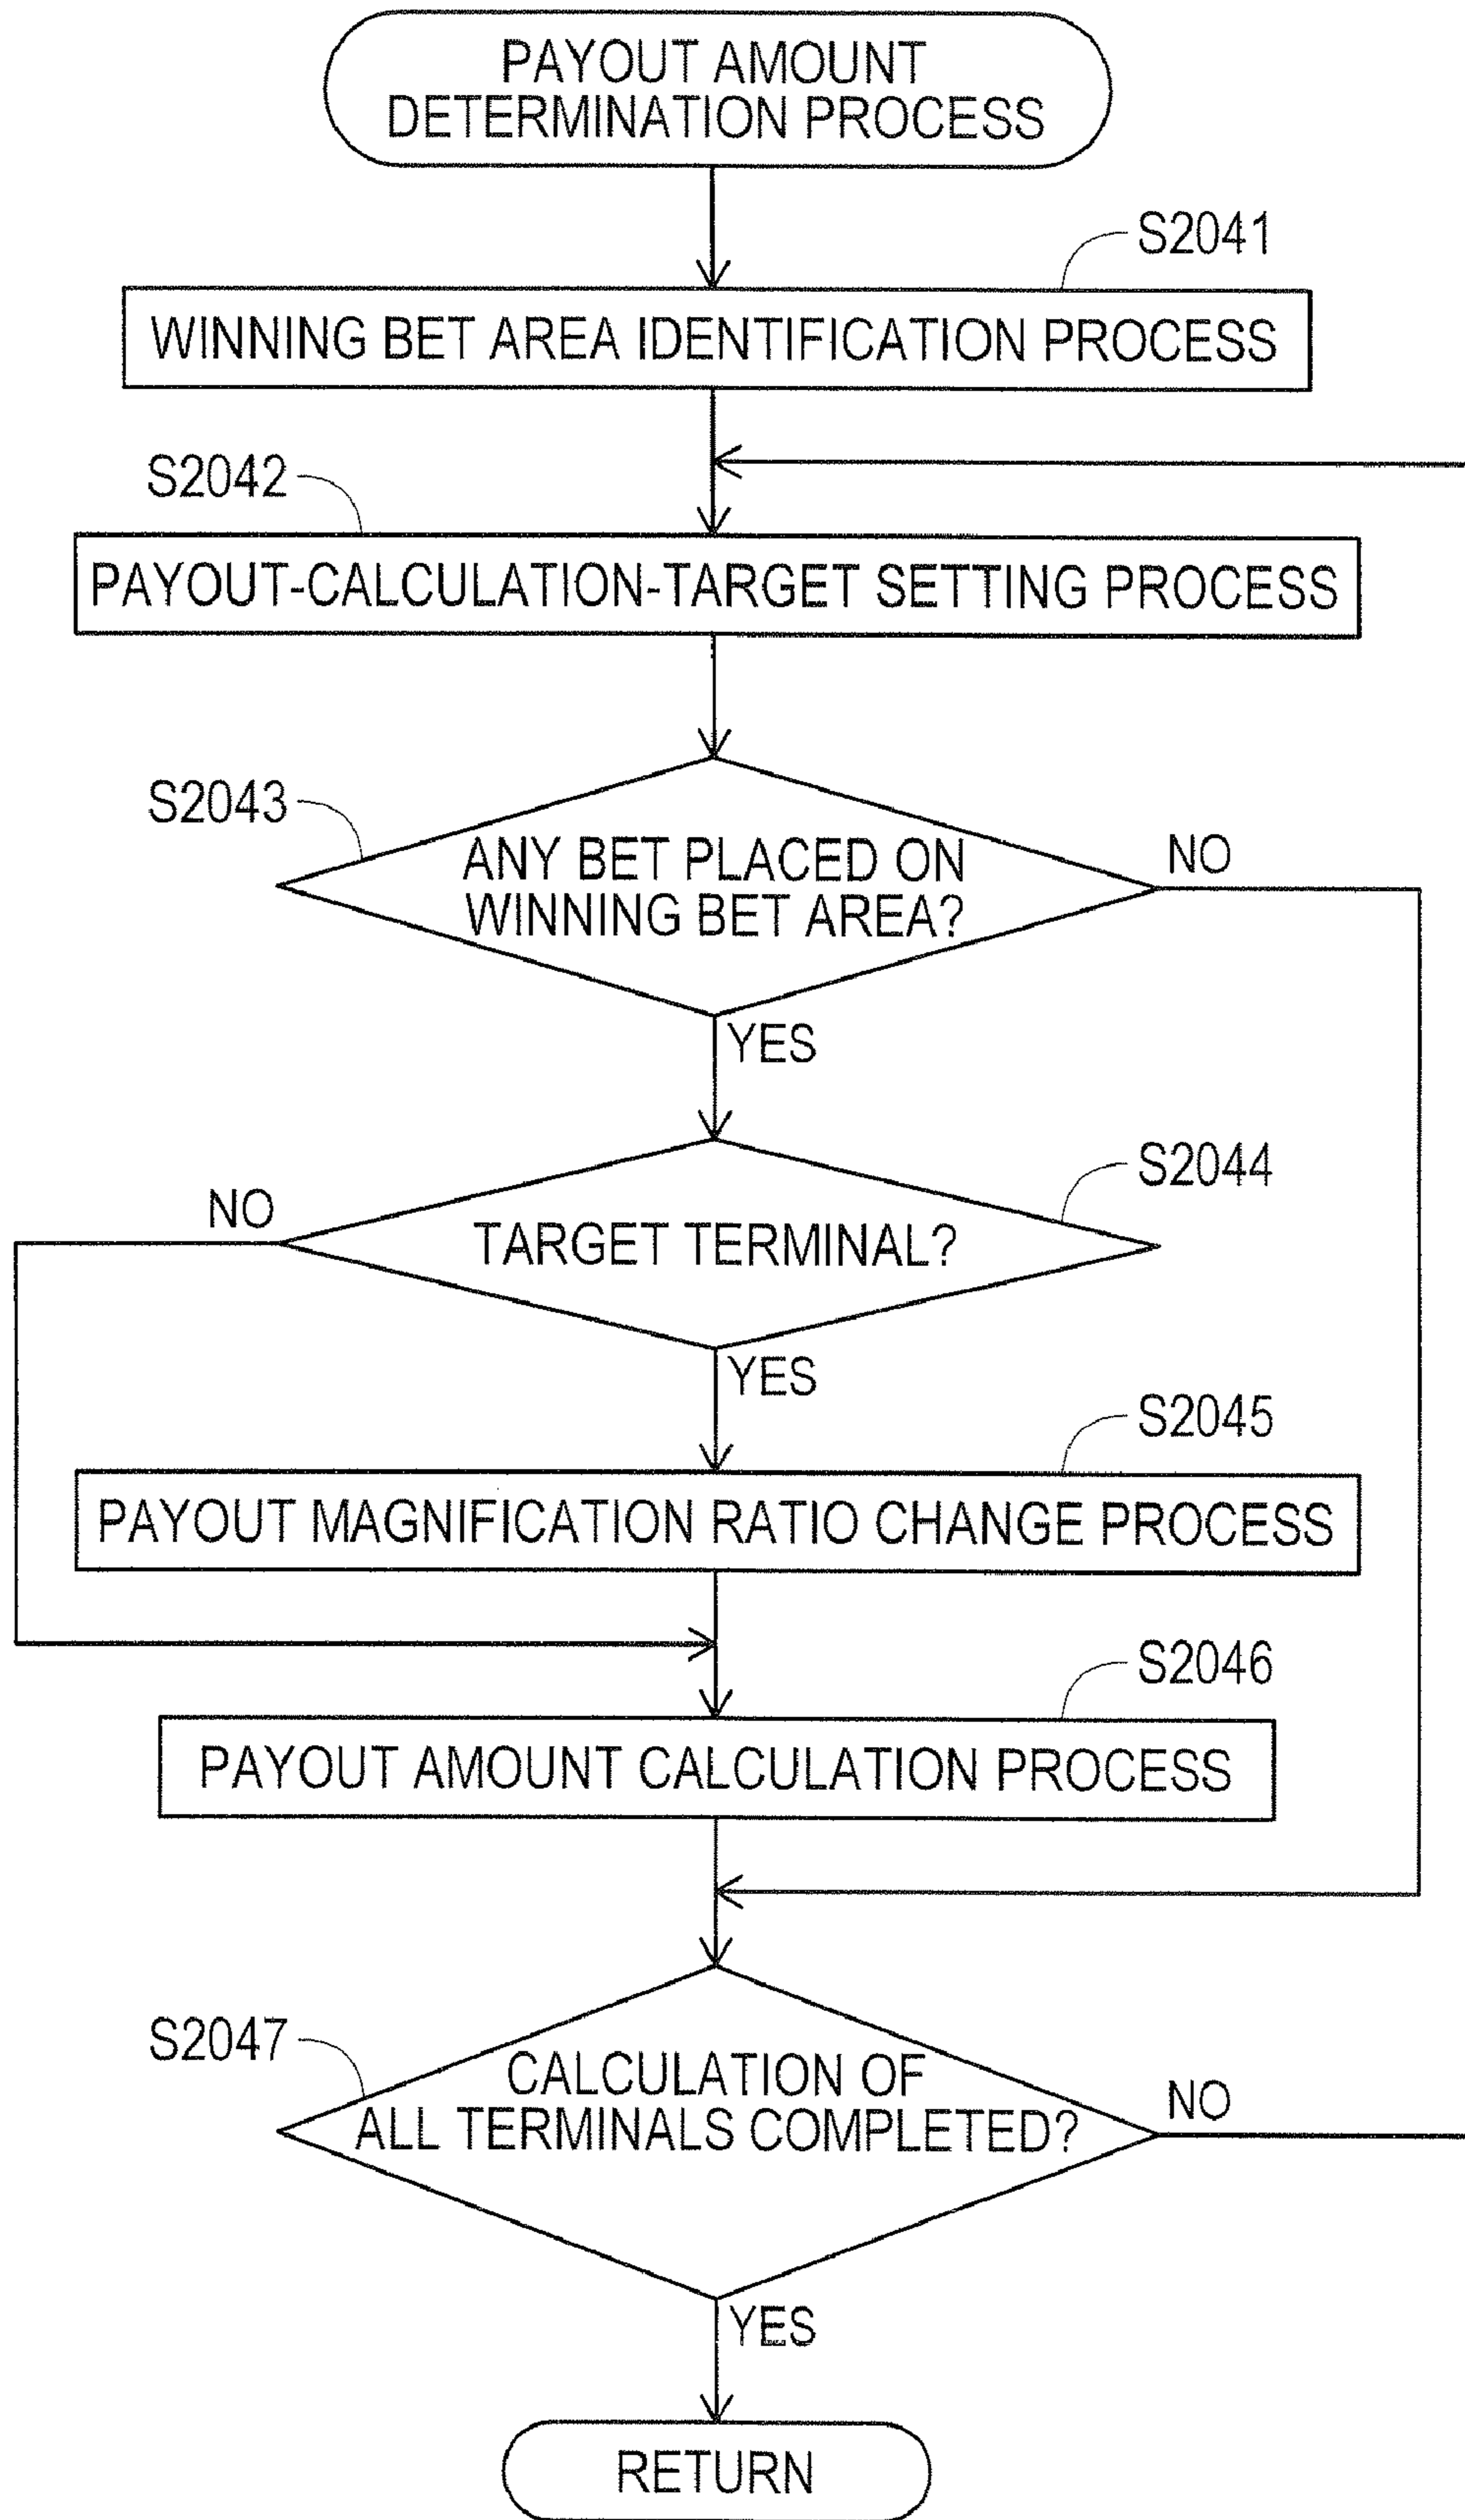 PAYOUT AMOUNT
DETERMINATION PROCESS
S2041
WINNING BET AREA IDENTIFICATION PROCESS
S2042
PAYOUT-CALCULATION-TARGET SETTING PROCESS
S2043
ANY BET PLACED ON
WINNING BET AREA?
NO
YES
S2044
NO
TARGET TERMINAL?
YES
S2045
PAYOUT MAGNIFICATION RATIO CHANGE PROCESS
S2046
PAYOUT AMOUNT CALCULATION PROCESS
S2047
CALCULATION OF
ALL TERMINALS COMPLETED?
NO
YES
RETURN